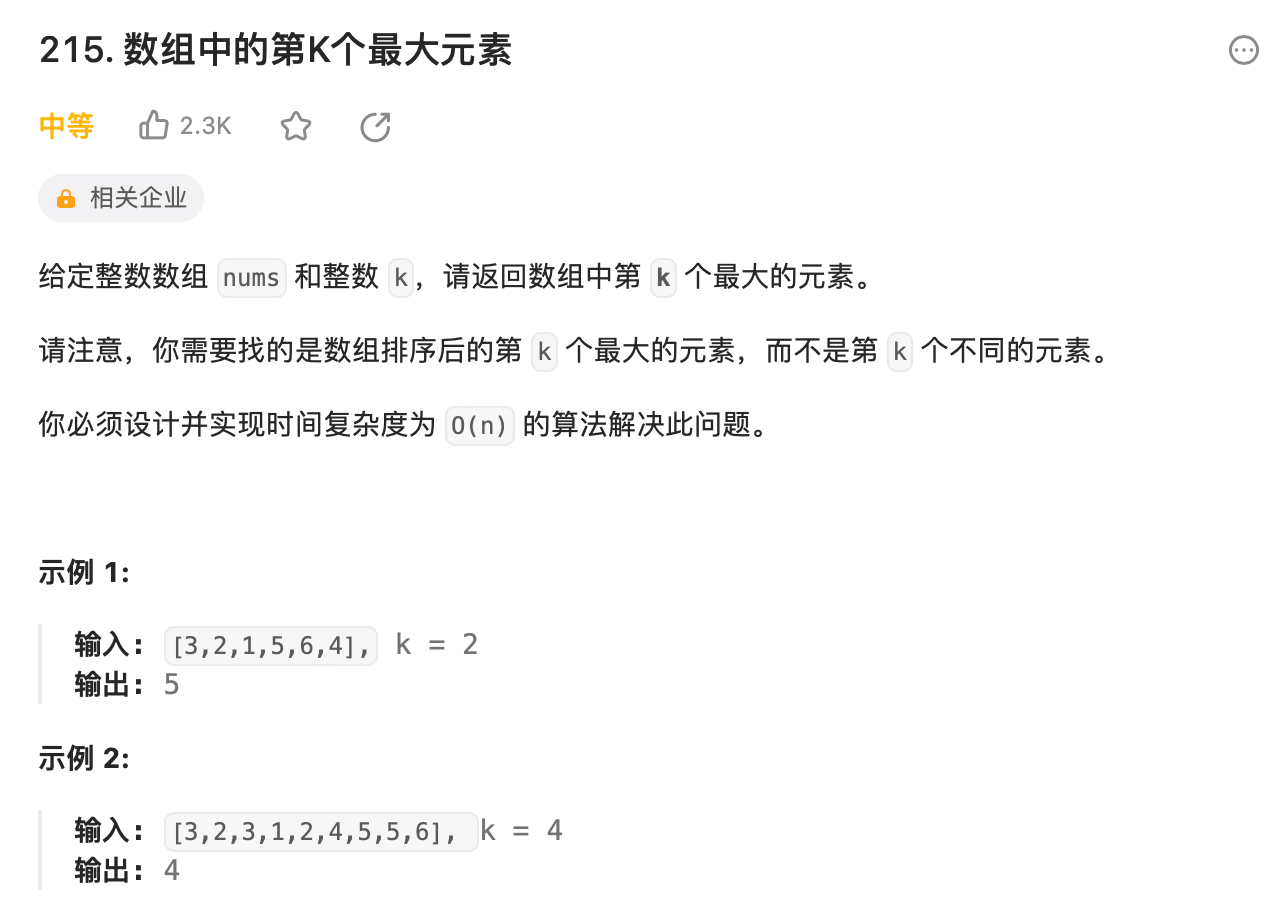 215. 数组中的第K个最大元素
中等 2.3K
相关企业
给定整数数组 nums 和整数 k，请返回数组中第 k 个最大的元素。
请注意，你需要找的是数组排序后的第 k 个最大的元素，而不是第 k 个不同的元素。
你必须设计并实现时间复杂度为 O(n) 的算法解决此问题。
示例 1:
输入: [3,2,1,5,6,4], k = 2
输出: 5
示例 2:
输入: [3,2,3,1,2,4,5,5,6], k = 4
输出: 4